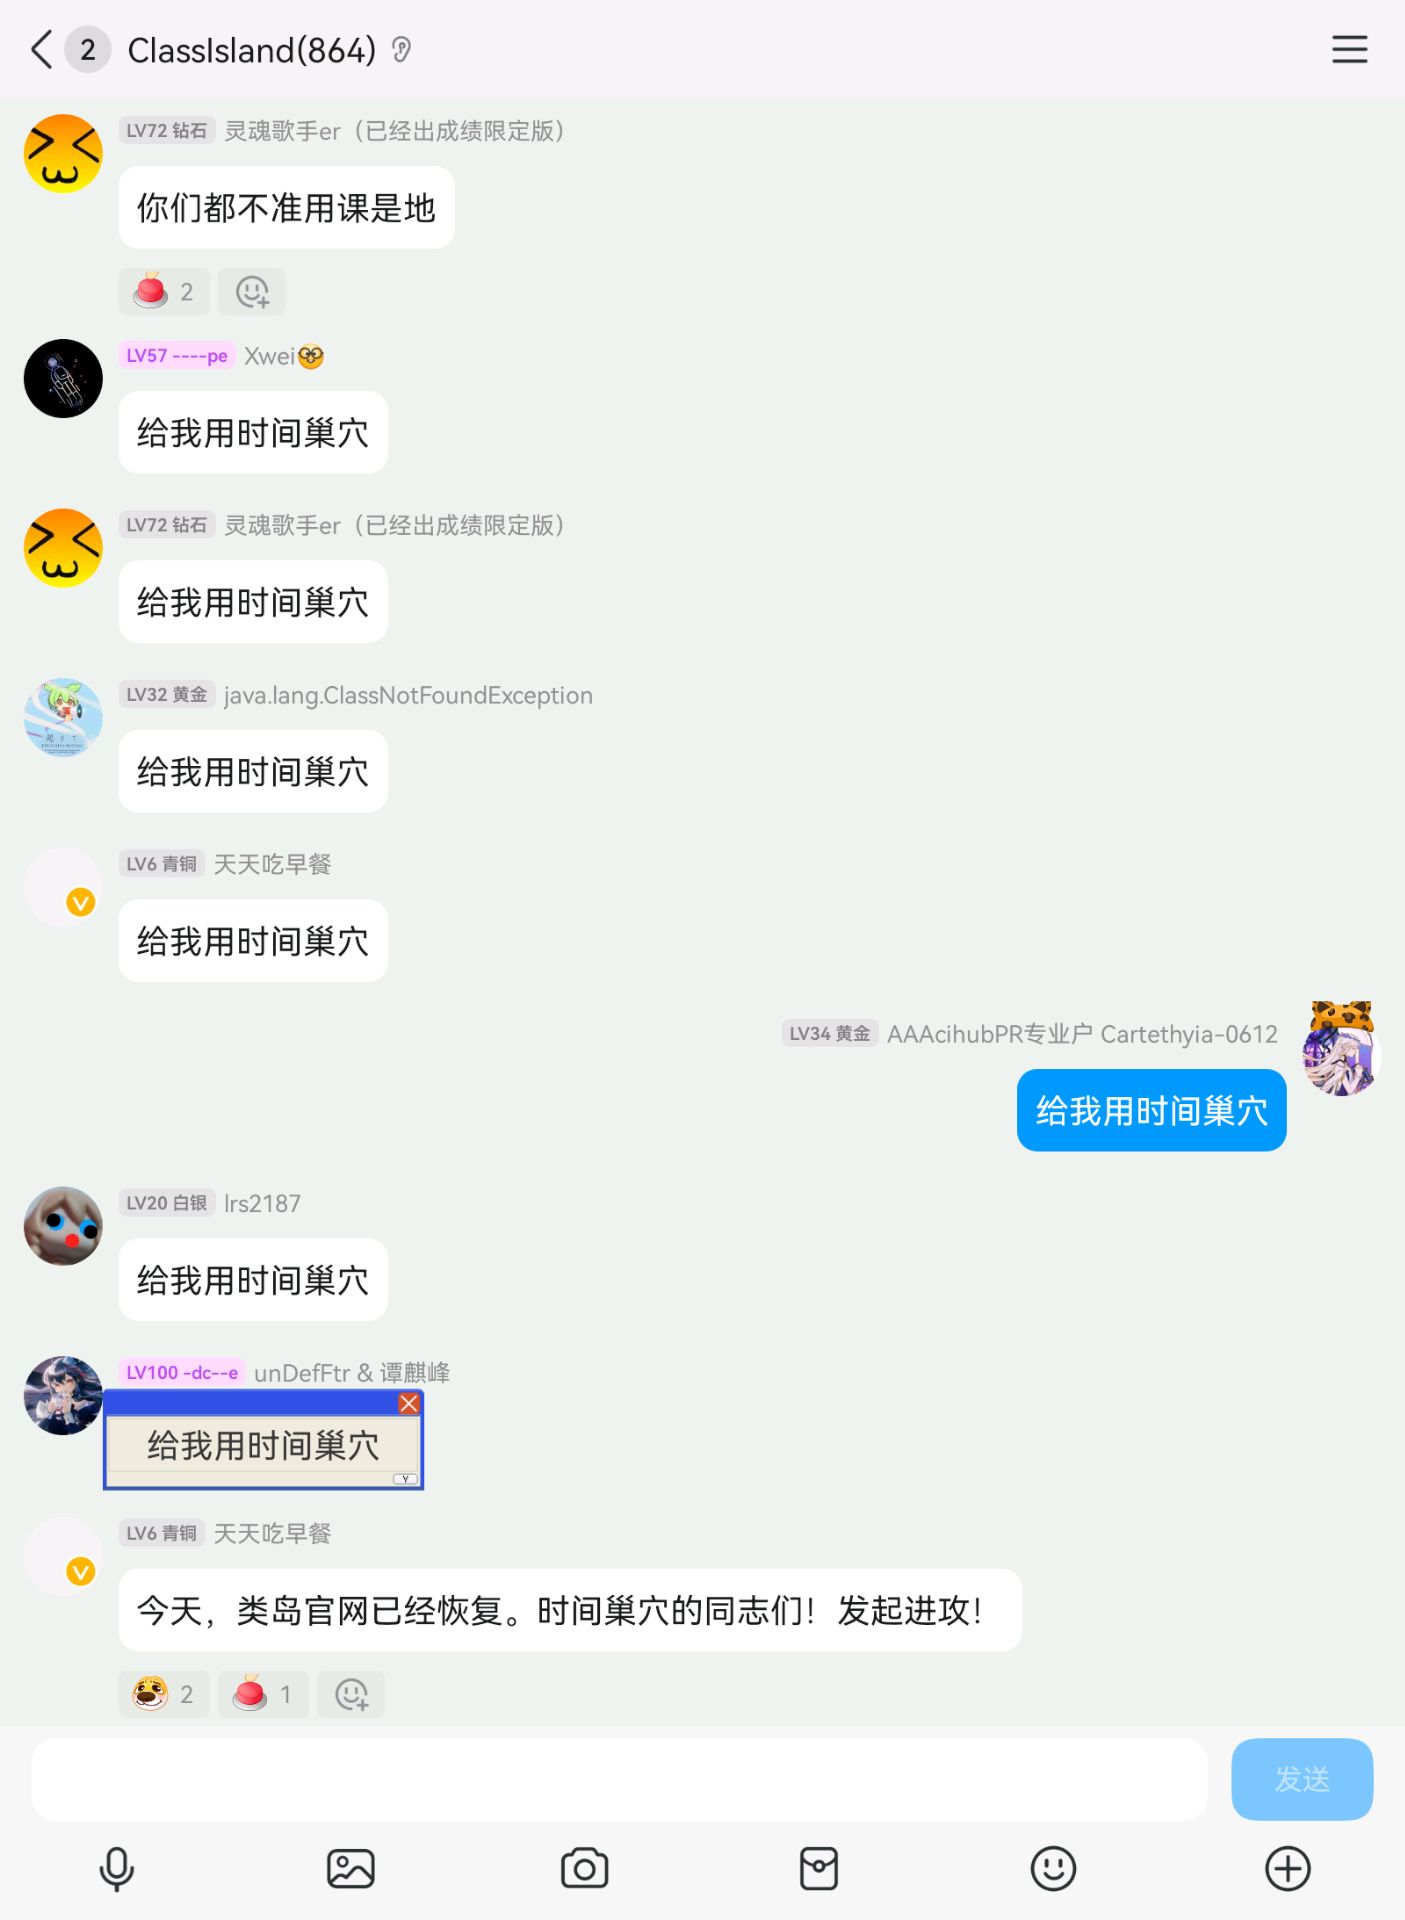 2 ClassIsland(864)
LV72 钻石 灵魂歌手er（已经出成绩限定版）
你们都不准用课是地
2
LV57 ----pe Xwei🤓
给我用时间巢穴
LV72 钻石 灵魂歌手er（已经出成绩限定版）
给我用时间巢穴
LV32 黄金 java.lang.ClassNotFoundException
给我用时间巢穴
LV6 青铜 天天吃早餐
给我用时间巢穴
LV34 黄金 AAAcihubPR专业户 Cartethyia-0612
给我用时间巢穴
LV20 白银 lrs2187
给我用时间巢穴
LV100 -dc--e unDefFtr & 谭麒峰
给我用时间巢穴
Y
LV6 青铜 天天吃早餐
今天，类岛官网已经恢复。时间巢穴的同志们！发起进攻！
2 1
发送